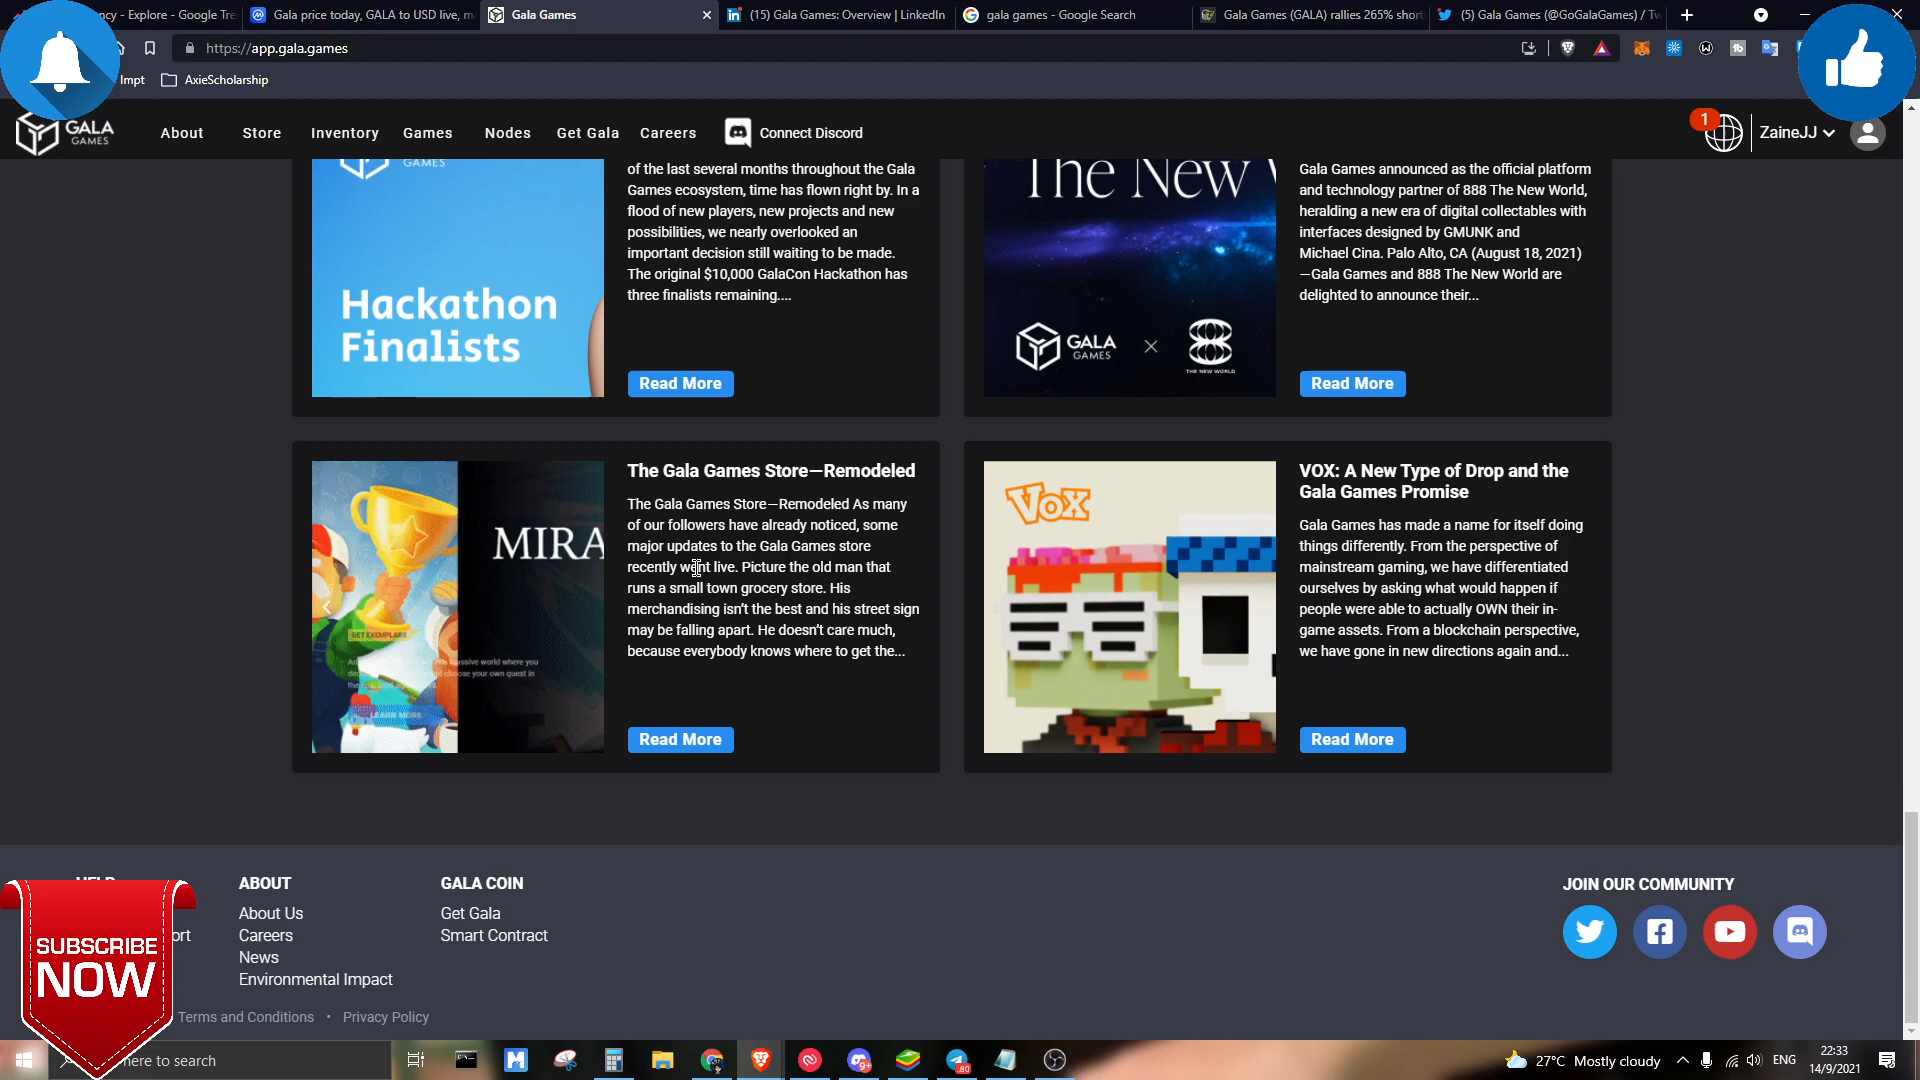 ncy - Explore - Google Tre
Gala price today, GALA to USD live, m
Gala Games
(15) Gala Games: Overview | LinkedIn
gala games - Google Search
Gala Games (GALA) rallies 265% short
(5) Gala Games (@GoGalaGames) / Tw
https://app.gala.games
Impt
AxieScholarship
GALA
GAMES
About
Store
Inventory
Games
Nodes
Get Gala
Careers
Connect Discord
1
ZaineJJ
GAMES
Hackathon
Finalists
of the last several months throughout the Gala
Games ecosystem, time has flown right by. In a
flood of new players, new projects and new
possibilities, we nearly overlooked an
important decision still waiting to be made.
The original $10,000 GalaCon Hackathon has
three finalists remaining....
Read More
The New
GALA
GAMES
THE NEW WORLD
Gala Games announced as the official platform
and technology partner of 888 The New World,
heralding a new era of digital collectables with
interfaces designed by GMUNK and
Michael Cina. Palo Alto, CA (August 18, 2021)
—Gala Games and 888 The New World are
delighted to announce their...
Read More
MIRA
GET EXEMPLARS
LEARN MORE
The Gala Games Store—Remodeled
The Gala Games Store—Remodeled As many
of our followers have already noticed, some
major updates to the Gala Games store
recently went live. Picture the old man that
runs a small town grocery store. His
merchandising isn't the best and his street sign
may be falling apart. He doesn't care much,
because everybody knows where to get the...
Read More
VOX
VOX: A New Type of Drop and the
Gala Games Promise
Gala Games has made a name for itself doing
things differently. From the perspective of
mainstream gaming, we have differentiated
ourselves by asking what would happen if
people were able to actually OWN their in-
game assets. From a blockchain perspective,
we have gone in new directions again and...
Read More
HELP
ort
ABOUT
About Us
Careers
News
Environmental Impact
GALA COIN
Get Gala
Smart Contract
JOIN OUR COMMUNITY
SUBSCRIBE
NOW
Terms and Conditions • Privacy Policy
here to search
27°C Mostly cloudy
ENG
22:33
14/9/2021